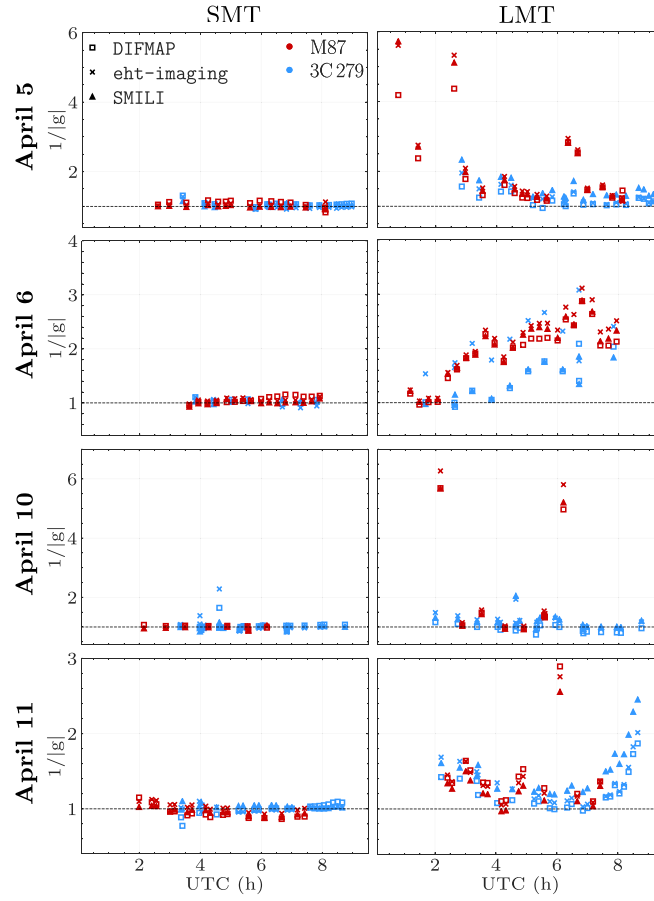 SMT LMT
DIFMAP M87
eht-imaging 3C 279
SMILI
April 5
1/|g|
6
4
2
April 6
1/|g|
4
3
2
1
April 10
1/|g|
6
4
2
April 11
1/|g|
3
2
1
2 4 6 8 2 4 6 8
UTC (h) UTC (h)